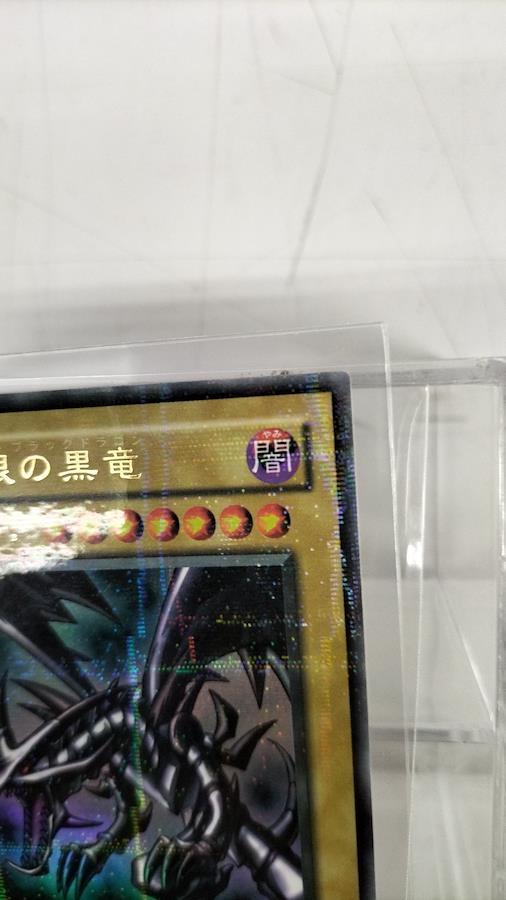 ブラックドラゴン
眼の黒竜
やみ
闇